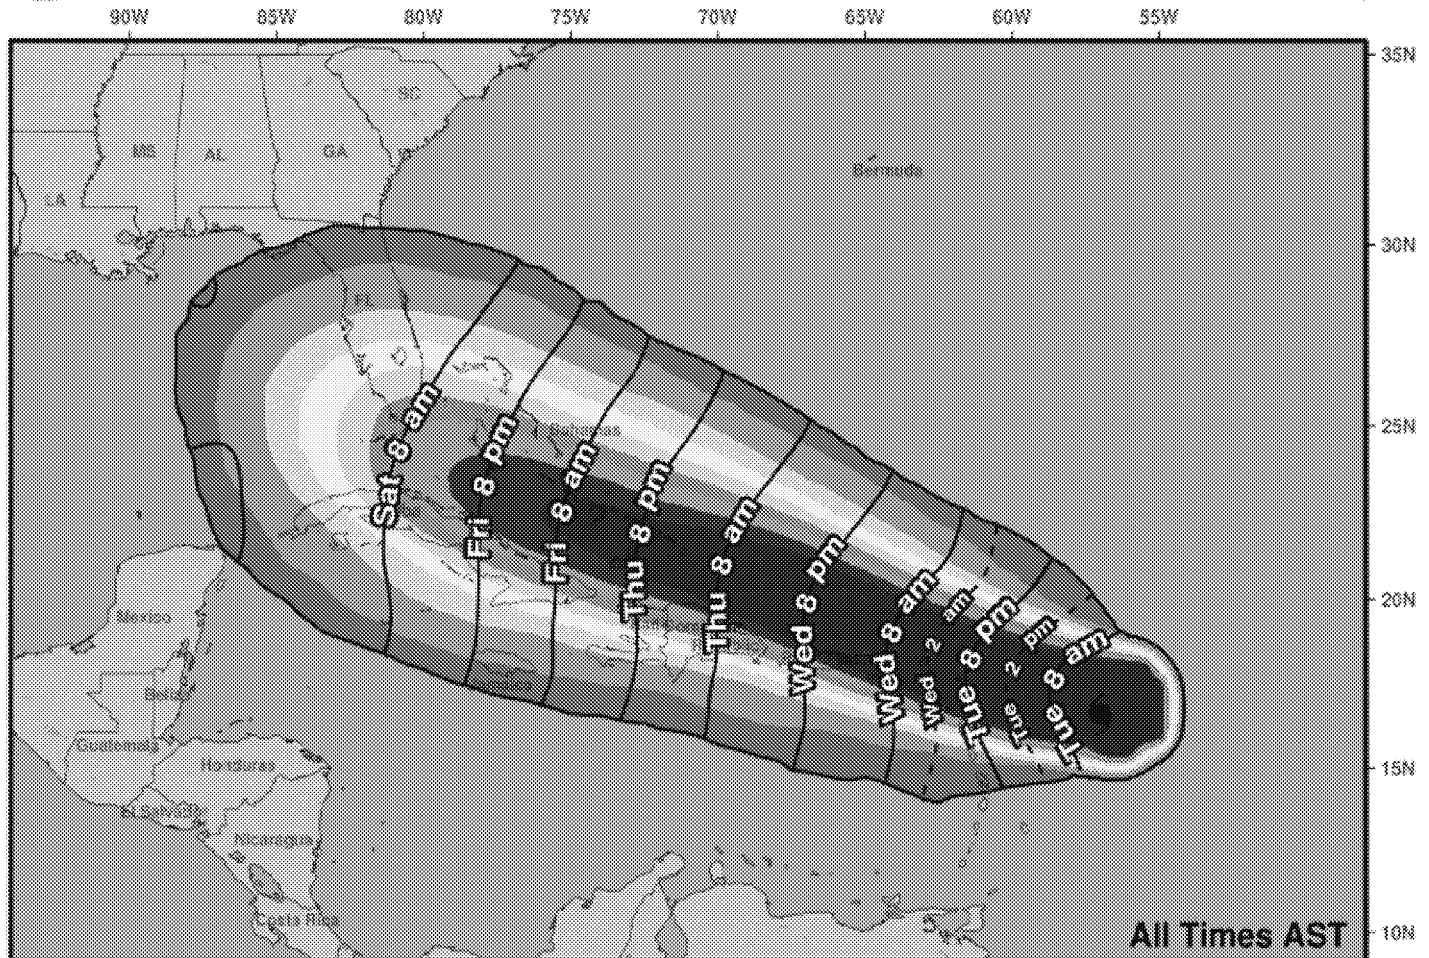 90W 85W 80W 75W 70W 65W 60W 55W
35N
SC
MS AL GA
Bermuda
LA
30N
FL
25N
Bahamas
Sat 8 am
Fri 8 pm
Fri 8 am
Thu 8 pm
Thu 8 am
Wed 8 pm
Wed 8 am
Wed 2 am
Tue 8 pm
Tue 2 pm
Tue 8 am
20N
Mexico
Belize
Guatemala
Honduras
15N
El Salvador
Nicaragua
Costa Rica
All Times AST
10N